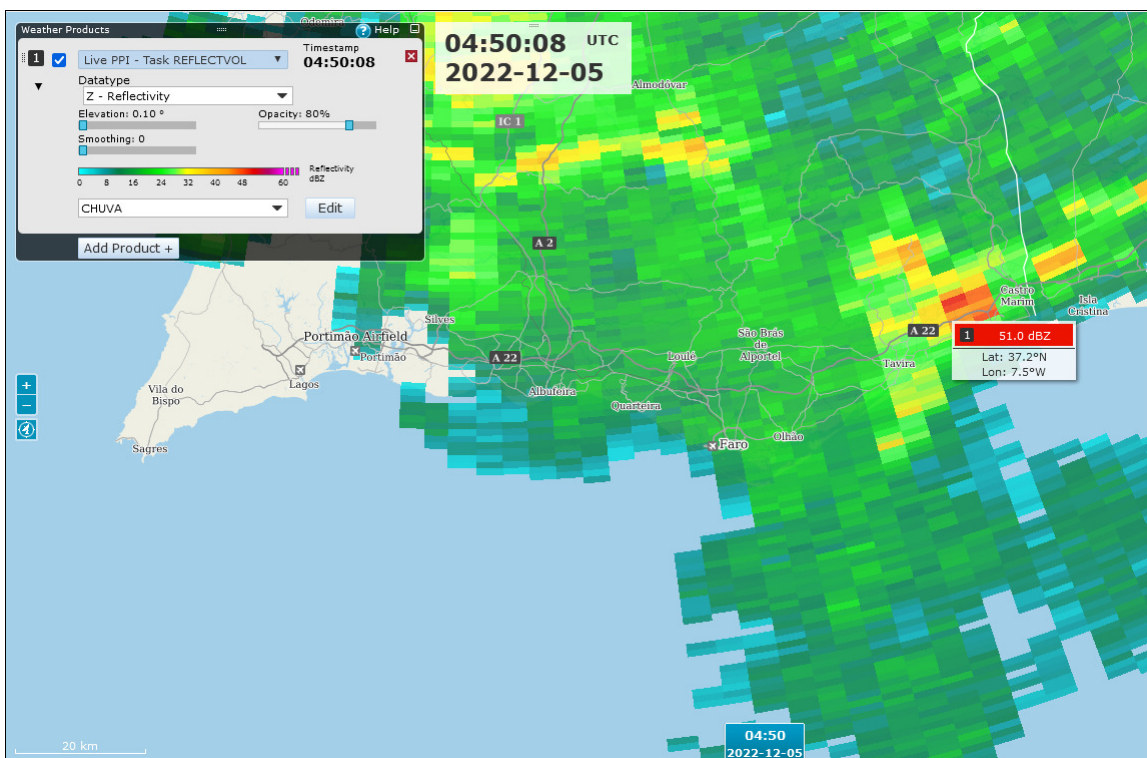 Weather Products
Help
1
Live PPI - Task REFLECTVOL
Timestamp
04:50:08
Datatype
Z - Reflectivity
Elevation: 0.10 °
Opacity: 80%
Smoothing: 0
Reflectivity
dBZ
0 8 16 24 32 40 48 60
CHUVA
Edit
Add Product +
04:50:08 UTC
2022-12-05
Odemira
Almodóvar
IC 1
A 2
Castro
Marim
Isla
Cristina
A 22
1 51.0 dBZ
Lat: 37.2°N
Lon: 7.5°W
Silves
Portimão Airfield
Portimão
São Brás
de
Alportel
Loulé
A 22
Tavira
Lagos
Vila do
Bispo
Albufeira
Quarteira
Olhão
Faro
Sagres
+
−
20 km
04:50
2022-12-05